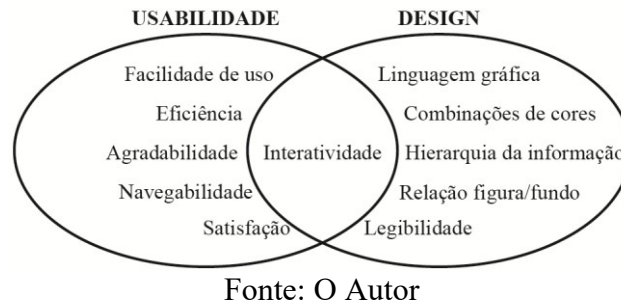 USABILIDADE DESIGN
Facilidade de uso Linguagem gráfica
Eficiência Combinações de cores
Agradabilidade Interatividade Hierarquia da informação
Navegabilidade Relação figura/fundo
Satisfação Legibilidade
Fonte: O Autor